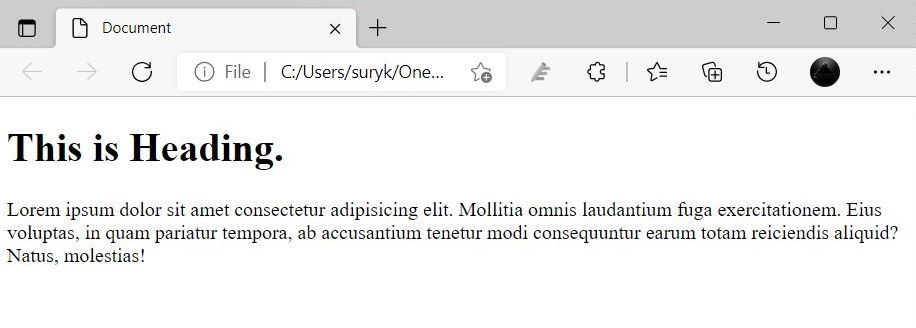 Document
File | C:/Users/suryk/One...
This is Heading.
Lorem ipsum dolor sit amet consectetur adipisicing elit. Mollitia omnis laudantium fuga exercitationem. Eius
voluptas, in quam pariatur tempora, ab accusantium tenetur modi consequuntur earum totam reiciendis aliquid?
Natus, molestias!